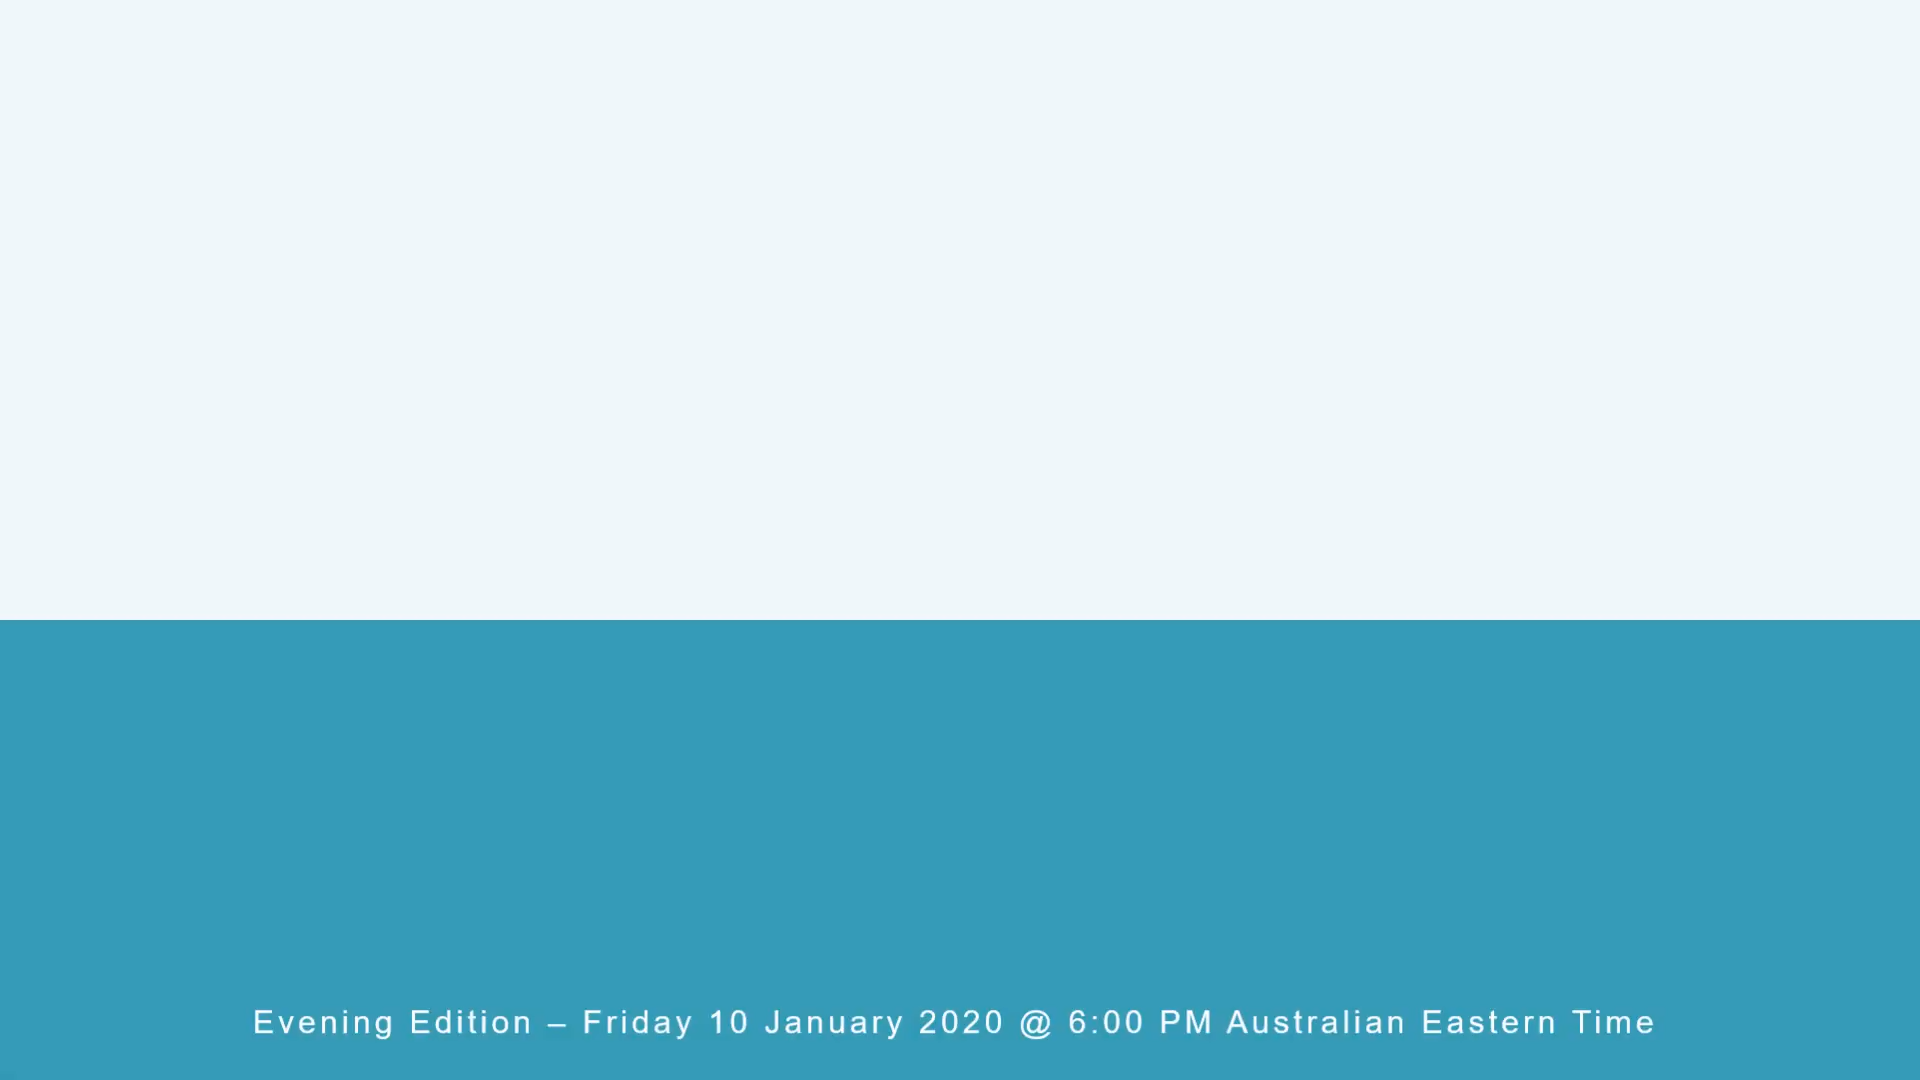 Evening Edition – Friday 10 January 2020 @ 6:00 PM Australian Eastern Time